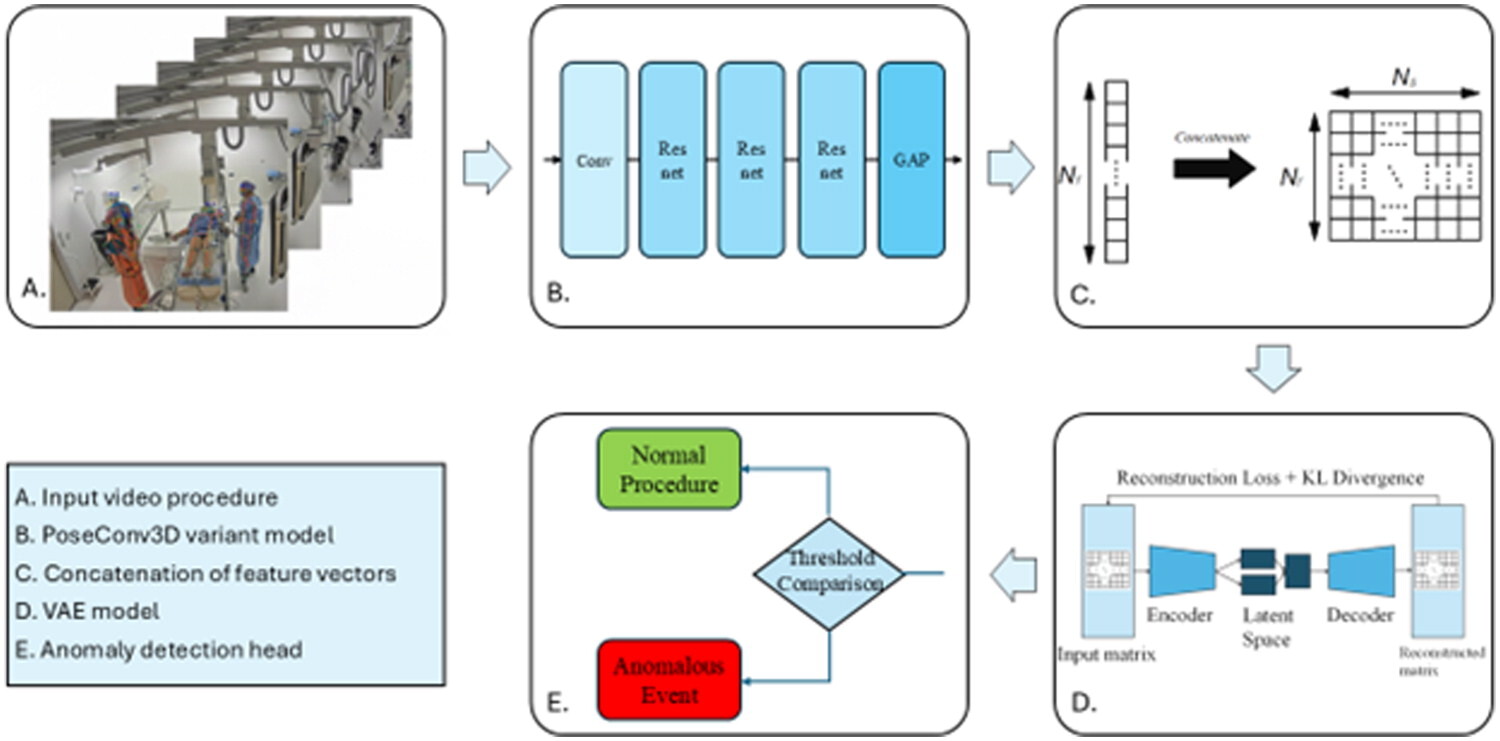 A.
Conv
Res
net
Res
net
Res
net
GAP
B.
Nf
Concatenate
Ns
Nf
C.
A. Input video procedure
B. PoseConv3D variant model
C. Concatenation of feature vectors
D. VAE model
E. Anomaly detection head
Normal
Procedure
Threshold
Comparison
Anomalous
Event
E.
Reconstruction Loss + KL Divergence
Encoder
Latent
Space
Decoder
Input matrix
Reconstructed
matrix
D.